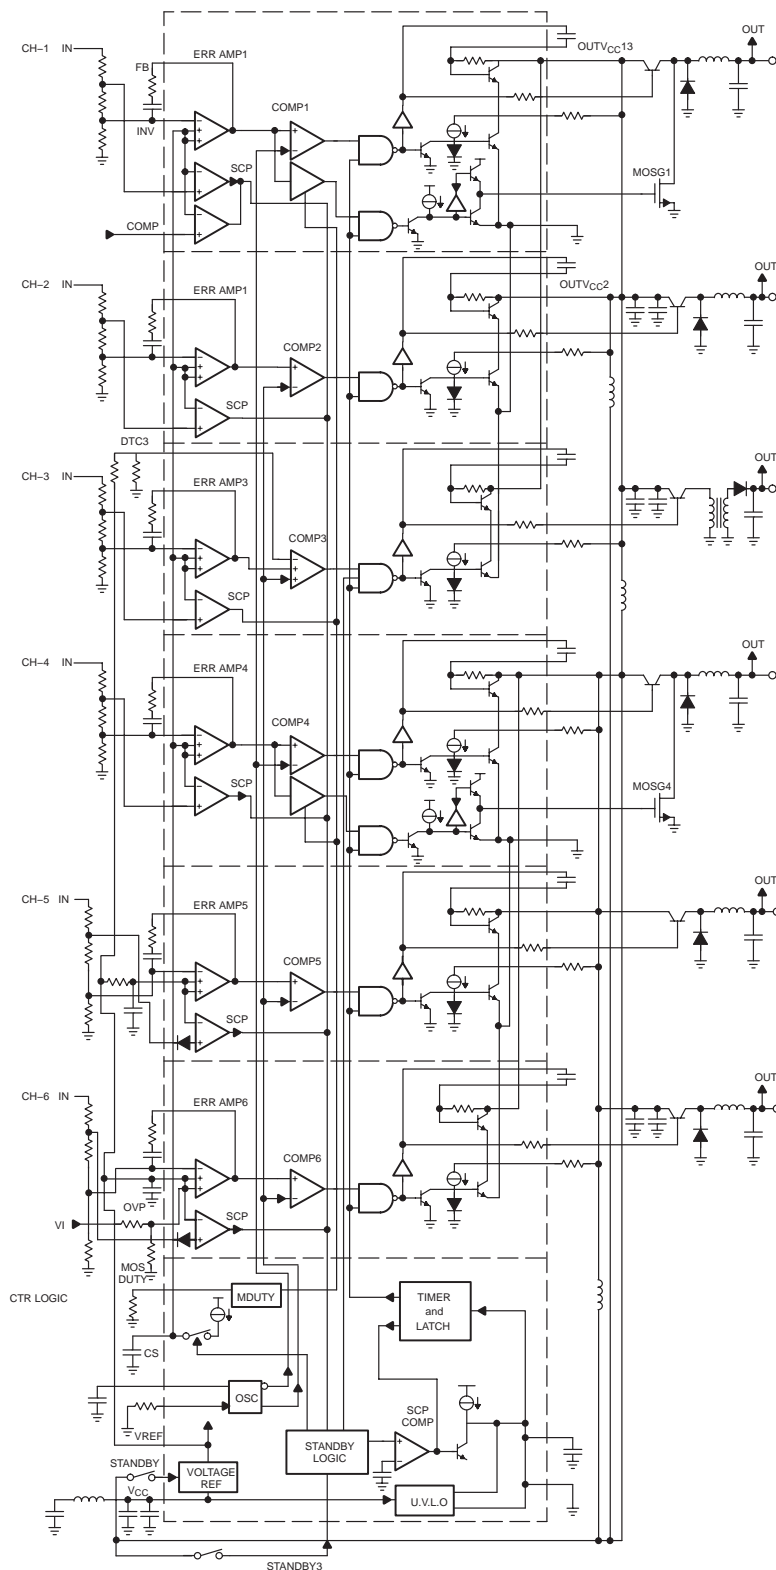 OUT
CH–1 IN
ERR AMP1
OUTVCC13
FB
COMP1
INV
SCP
MOSG1
COMP
CH–2 IN
ERR AMP1
OUTVCC2
OUT
COMP2
SCP
DTC3
CH–3 IN
ERR AMP3
OUT
COMP3
SCP
CH–4 IN
ERR AMP4
OUT
COMP4
SCP
MOSG4
CH–5 IN
ERR AMP5
OUT
COMP5
SCP
CH–6 IN
ERR AMP6
OUT
COMP6
OVP
SCP
VI
MOS
DUTY
CTR LOGIC
MDUTY
TIMER
and
LATCH
CS
OSC
SCP
COMP
VREF
STANDBY
LOGIC
STANDBY
VOLTAGE
REF
VCC
U.V.L.O
STANDBY3